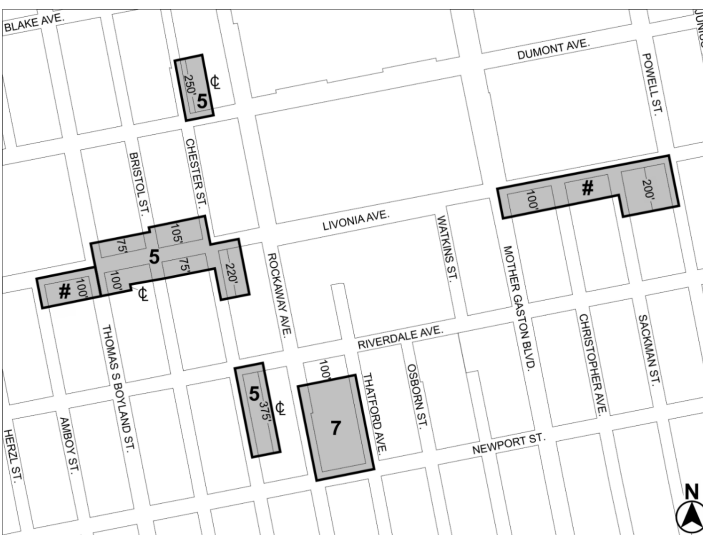 BLAKE AVE.
DUMONT AVE.
JUNIUS
POWELL ST.
250'
5
℄
BRISTOL ST.
CHESTER ST.
#
200'
100'
LIVONIA AVE.
75'
105'
5
WATKINS ST.
MOTHER GASTON BLVD.
#
100'
100'
75'
220'
℄
ROCKAWAY AVE.
THOMAS S BOYLAND ST.
RIVERDALE AVE.
CHRISTOPHER AVE.
SACKMAN ST.
100'
5
375'
℄
7
THATFORD AVE.
OSBORN ST.
HERZL ST.
AMBOY ST.
NEWPORT ST.
N